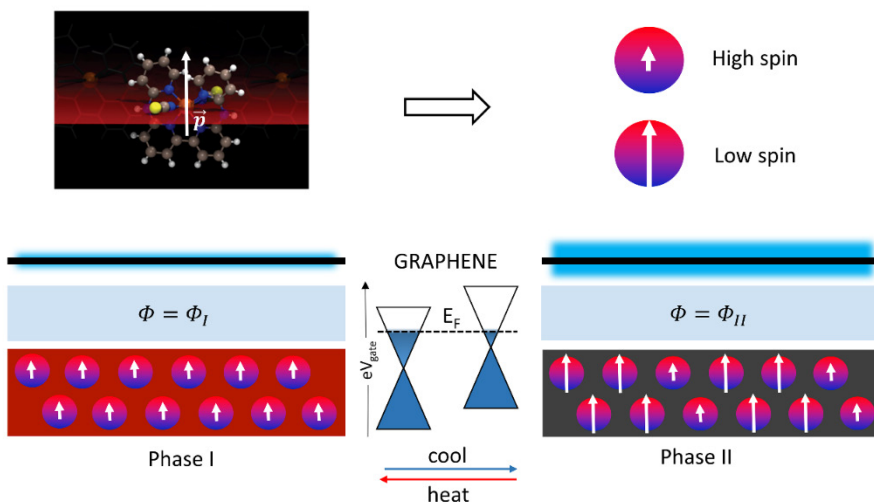 p
High spin
Low spin
GRAPHENE
Φ = Φ_I
E_F
eV_gate
Φ = Φ_II
Phase I
cool
heat
Phase II